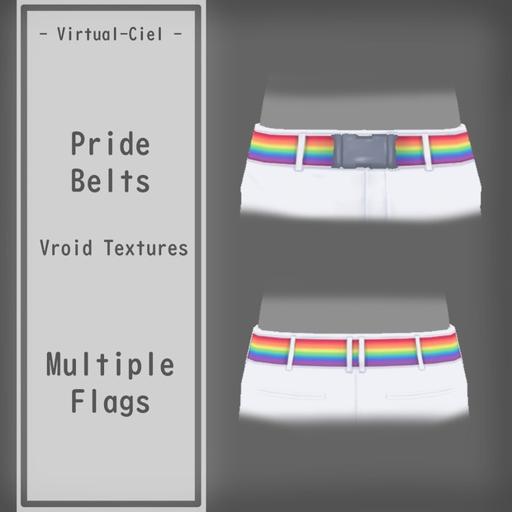 - Virtual-Ciel -
Pride
Belts
Vroid Textures
Multiple
Flags